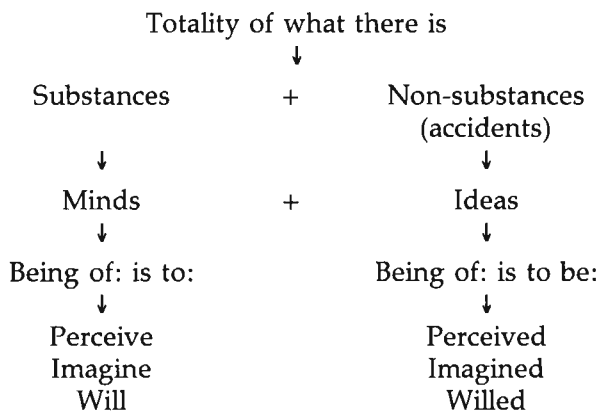 Totality of what there is
↓
Substances + Non-substances
(accidents)
↓ ↓
Minds + Ideas
↓ ↓
Being of: is to: Being of: is to be:
↓ ↓
Perceive Perceived
Imagine Imagined
Will Willed